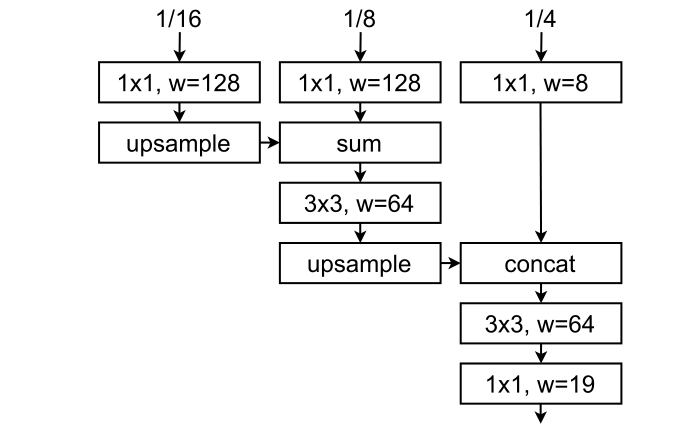 1/16 1/8 1/4
1x1, w=128 1x1, w=128 1x1, w=8
upsample sum
3x3, w=64
upsample concat
3x3, w=64
1x1, w=19